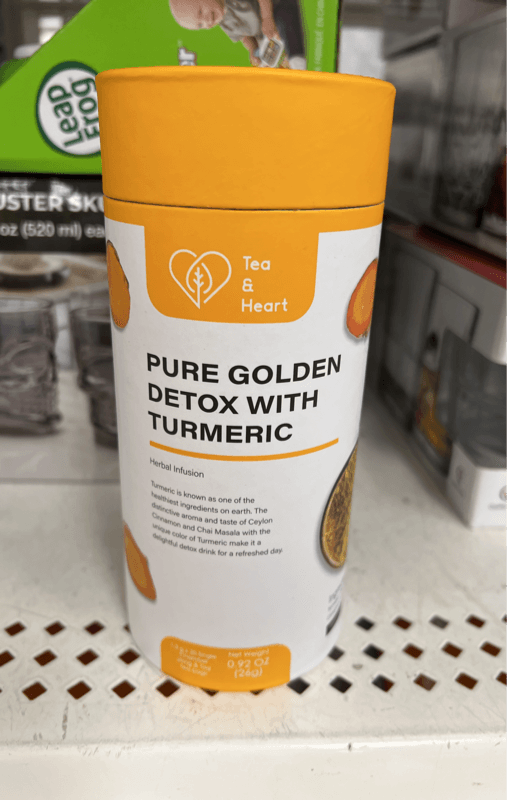 Leap
Frog
USTER SKU
oz (520 ml) ea
Tea
&
Heart
PURE GOLDEN
DETOX WITH
TURMERIC
Herbal Infusion
Turmeric is known as one of the
healthiest ingredients on earth. The
distinctive aroma and taste of Ceylon
Cinnamon and Chai Masala with the
unique color of Turmeric make it a
delightful detox drink for a refreshed day
Net Weight
0.92 OZ
(26g)